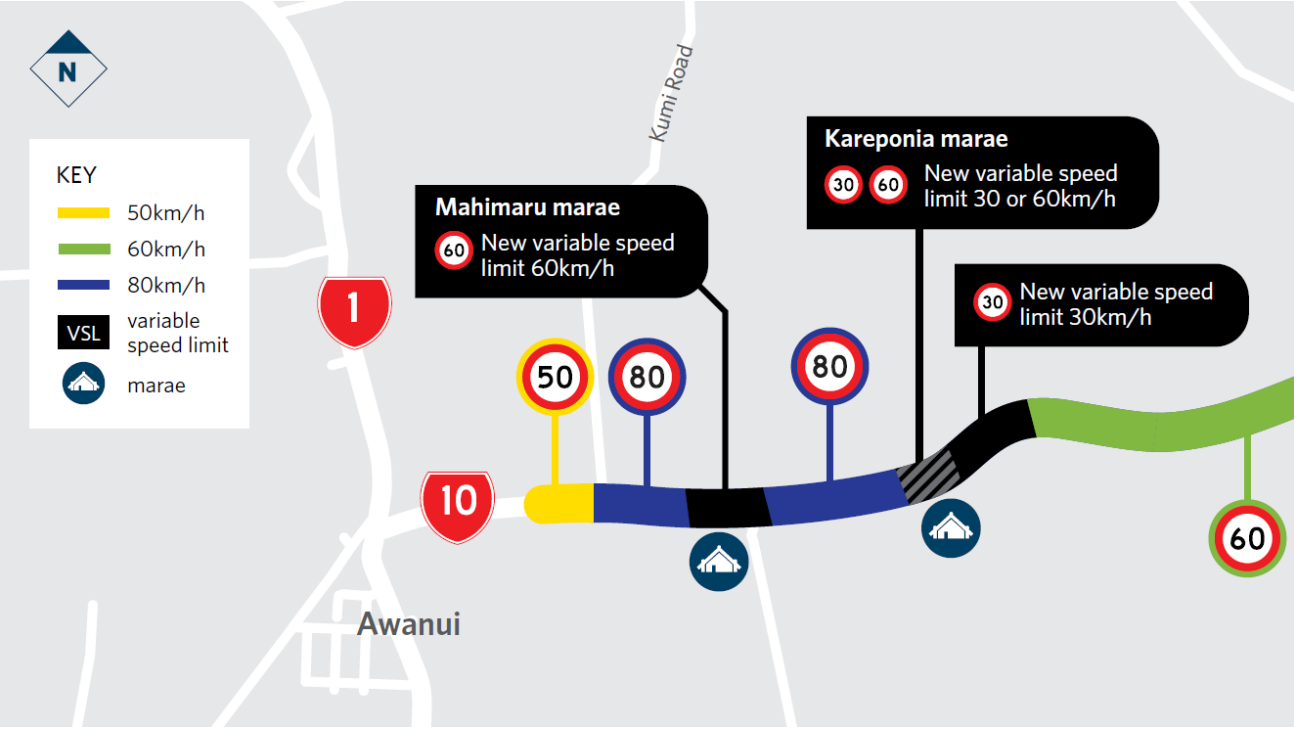 N
KEY
50km/h
60km/h
80km/h
VSL
variable
speed limit
marae
Kumi Road
1
10
Awanui
Mahimaru marae
60
New variable speed
limit 60km/h
Kareponia marae
30 60
New variable speed
limit 30 or 60km/h
30
New variable speed
limit 30km/h
50
80
80
60